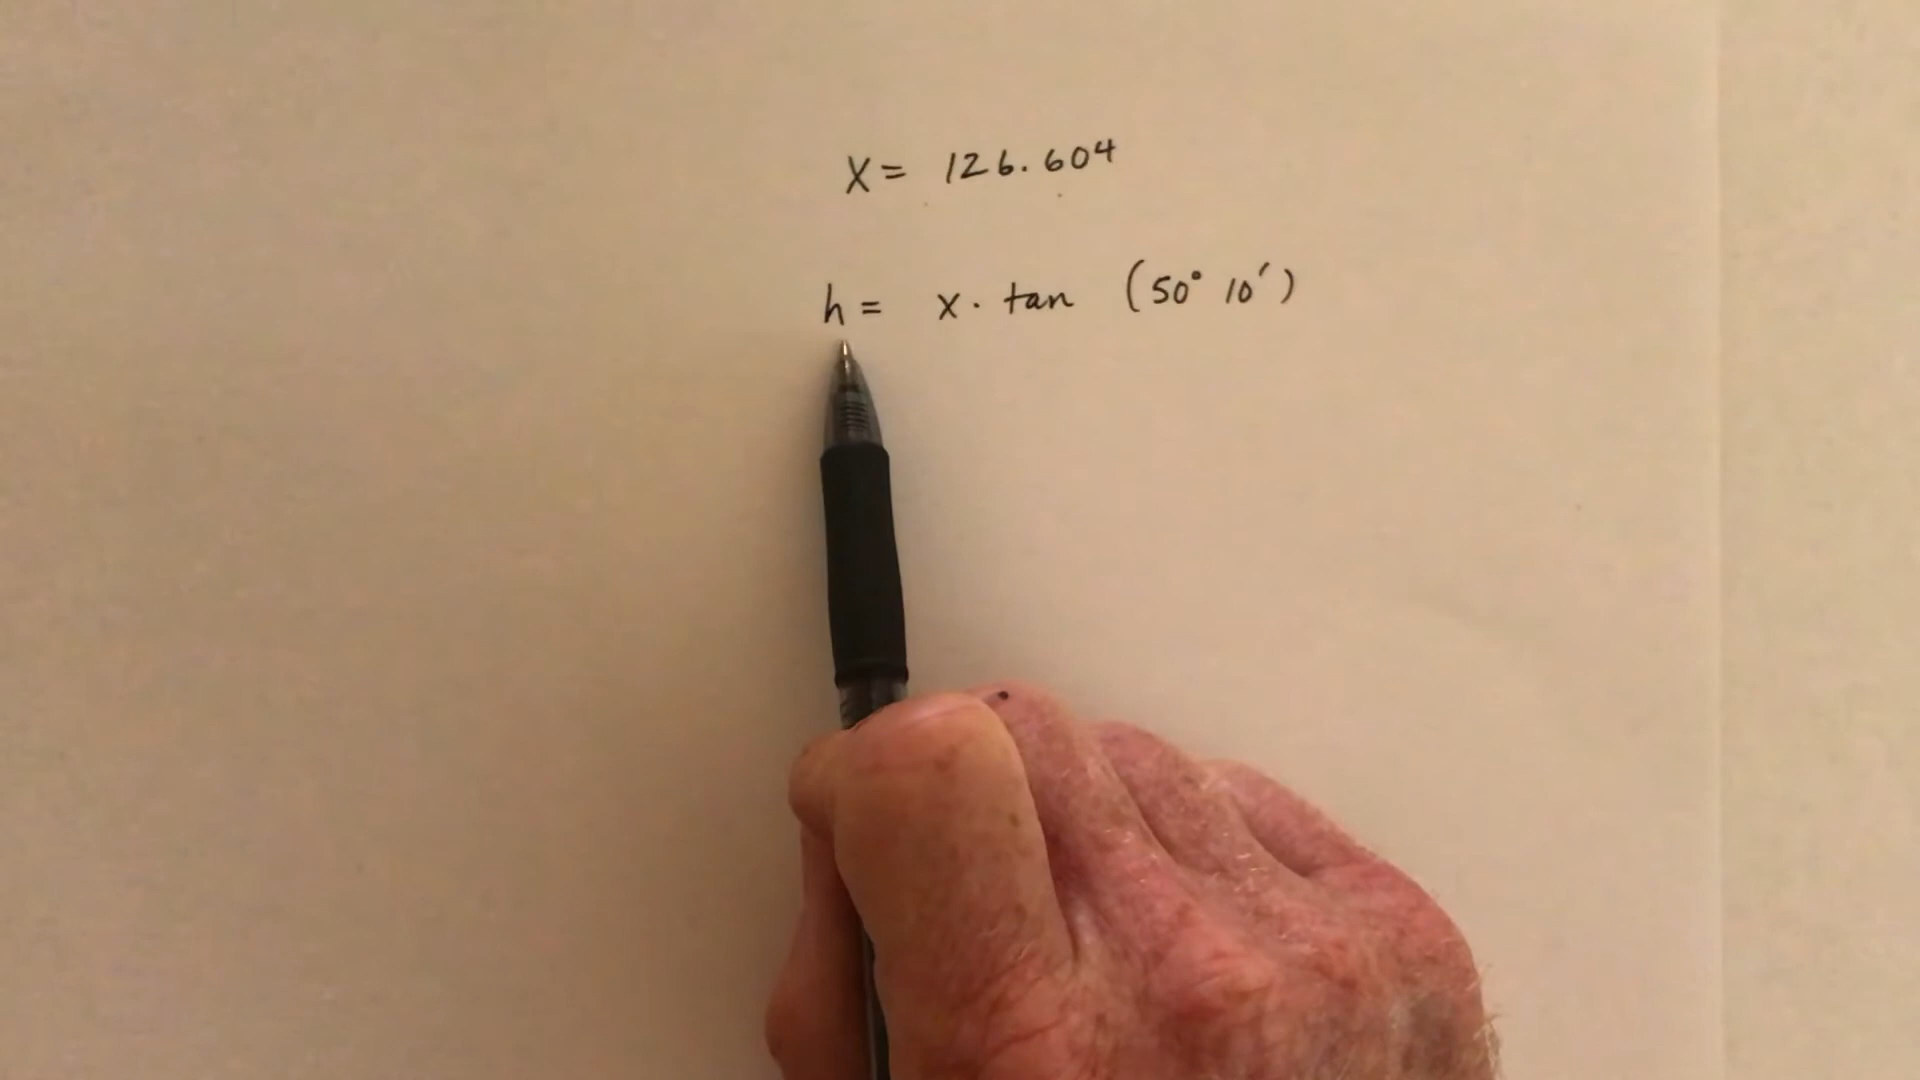 x = 126.604
h = x · tan (50° 10′)